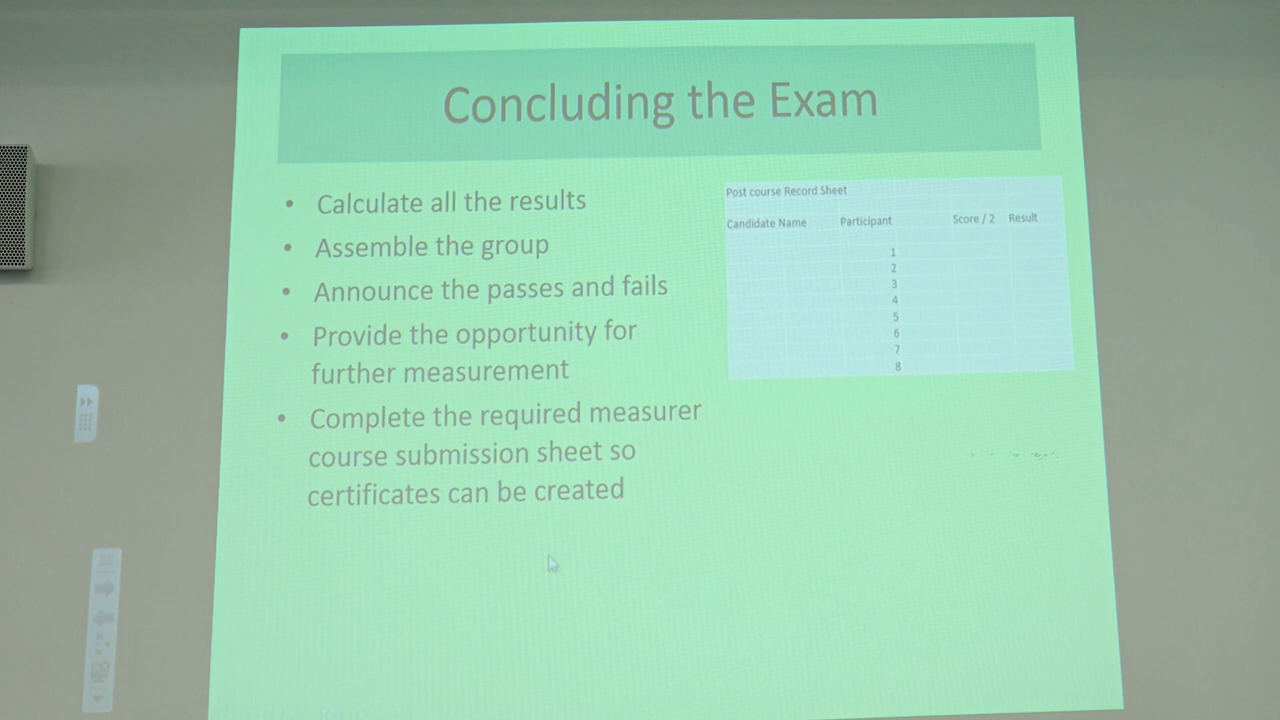 Concluding the Exam
• Calculate all the results
• Assemble the group
• Announce the passes and fails
• Provide the opportunity for
further measurement
• Complete the required measurer
course submission sheet so
certificates can be created
Post course Record Sheet
Candidate Name Participant Score / 2 Result
1
2
3
4
5
6
7
8